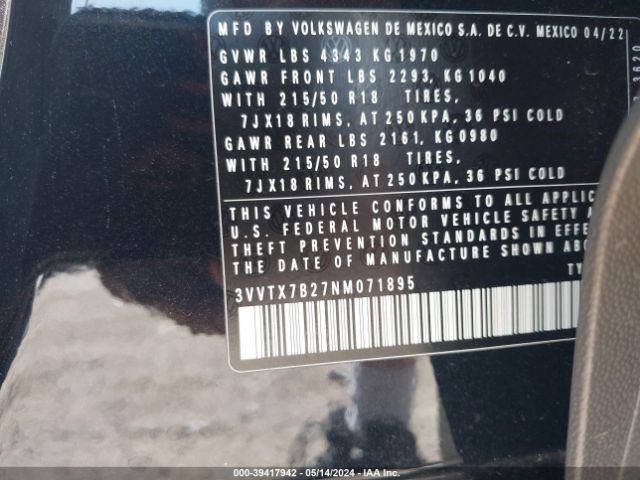 MFD BY VOLKSWAGEN DE MEXICO S.A. DE C.V. MEXICO 04/22
GVWR LBS 4343 KG 1970
GAWR FRONT LBS 2293, KG 1040
WITH 215/50 R18 TIRES,
7JX18 RIMS, AT 250 KPA, 36 PSI COLD
GAWR REAR LBS 2161, KG 0980
WITH 215/50 R18 TIRES,
7JX18 RIMS, AT 250 KPA, 36 PSI COLD
THIS VEHICLE CONFORMS TO ALL APPLIC
U.S. FEDERAL MOTOR VEHICLE SAFETY A
THEFT PREVENTION STANDARDS IN EFFE
THE DATE OF MANUFACTURE SHOWN ABO
TY
3VVTX7B27NM071895
3620
000-39417942 - 05/14/2024 - IAA Inc.